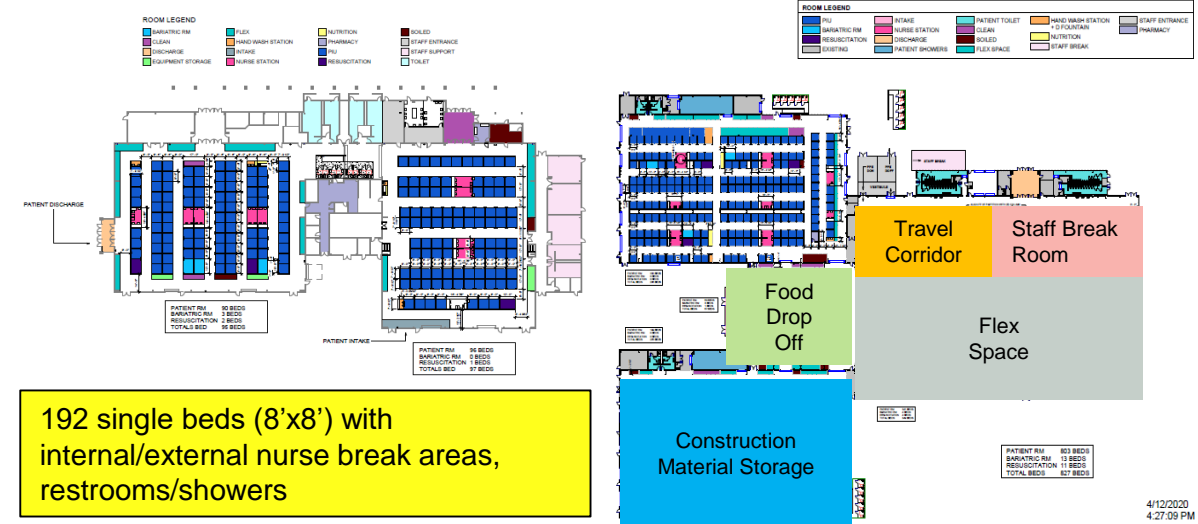 ROOM LEGEND
BARIATRIC RM
CLEAN
DISCHARGE
EQUIPMENT STORAGE
FLEX
HAND WASH STATION
INTAKE
NURSE STATION
NUTRITION
PHARMACY
PIU
RESUSCITATION
SOILED
STAFF ENTRANCE
STAFF SUPPORT
TOILET
PATIENT DISCHARGE
PATIENT RM 90 BEDS
BARIATRIC RM 3 BEDS
RESUSCITATION 2 BEDS
TOTALS BED 95 BEDS
PATIENT INTAKE
PATIENT RM 96 BEDS
BARIATRIC RM 0 BEDS
RESUSCITATION 1 BEDS
TOTALS BED 97 BEDS
192 single beds (8'x8') with
internal/external nurse break areas,
restrooms/showers
ROOM LEGEND
PIU
BARIATRIC RM
RESUSCITATION
EXISTING
INTAKE
NURSE STATION
DISCHARGE
PATIENT SHOWERS
PATIENT TOILET
CLEAN
SOILED
FLEX SPACE
HAND WASH STATION
+ D FOUNTAIN
NUTRITION
STAFF BREAK
STAFF ENTRANCE
PHARMACY
STAFF BREAK
VESTIBULE
Travel
Corridor
Staff Break
Room
Food
Drop
Off
Flex
Space
Construction
Material Storage
PATIENT RM 803 BEDS
BARIATRIC RM 13 BEDS
RESUSCITATION 11 BEDS
TOTAL BEDS 827 BEDS
4/12/2020
4:27:09 PM